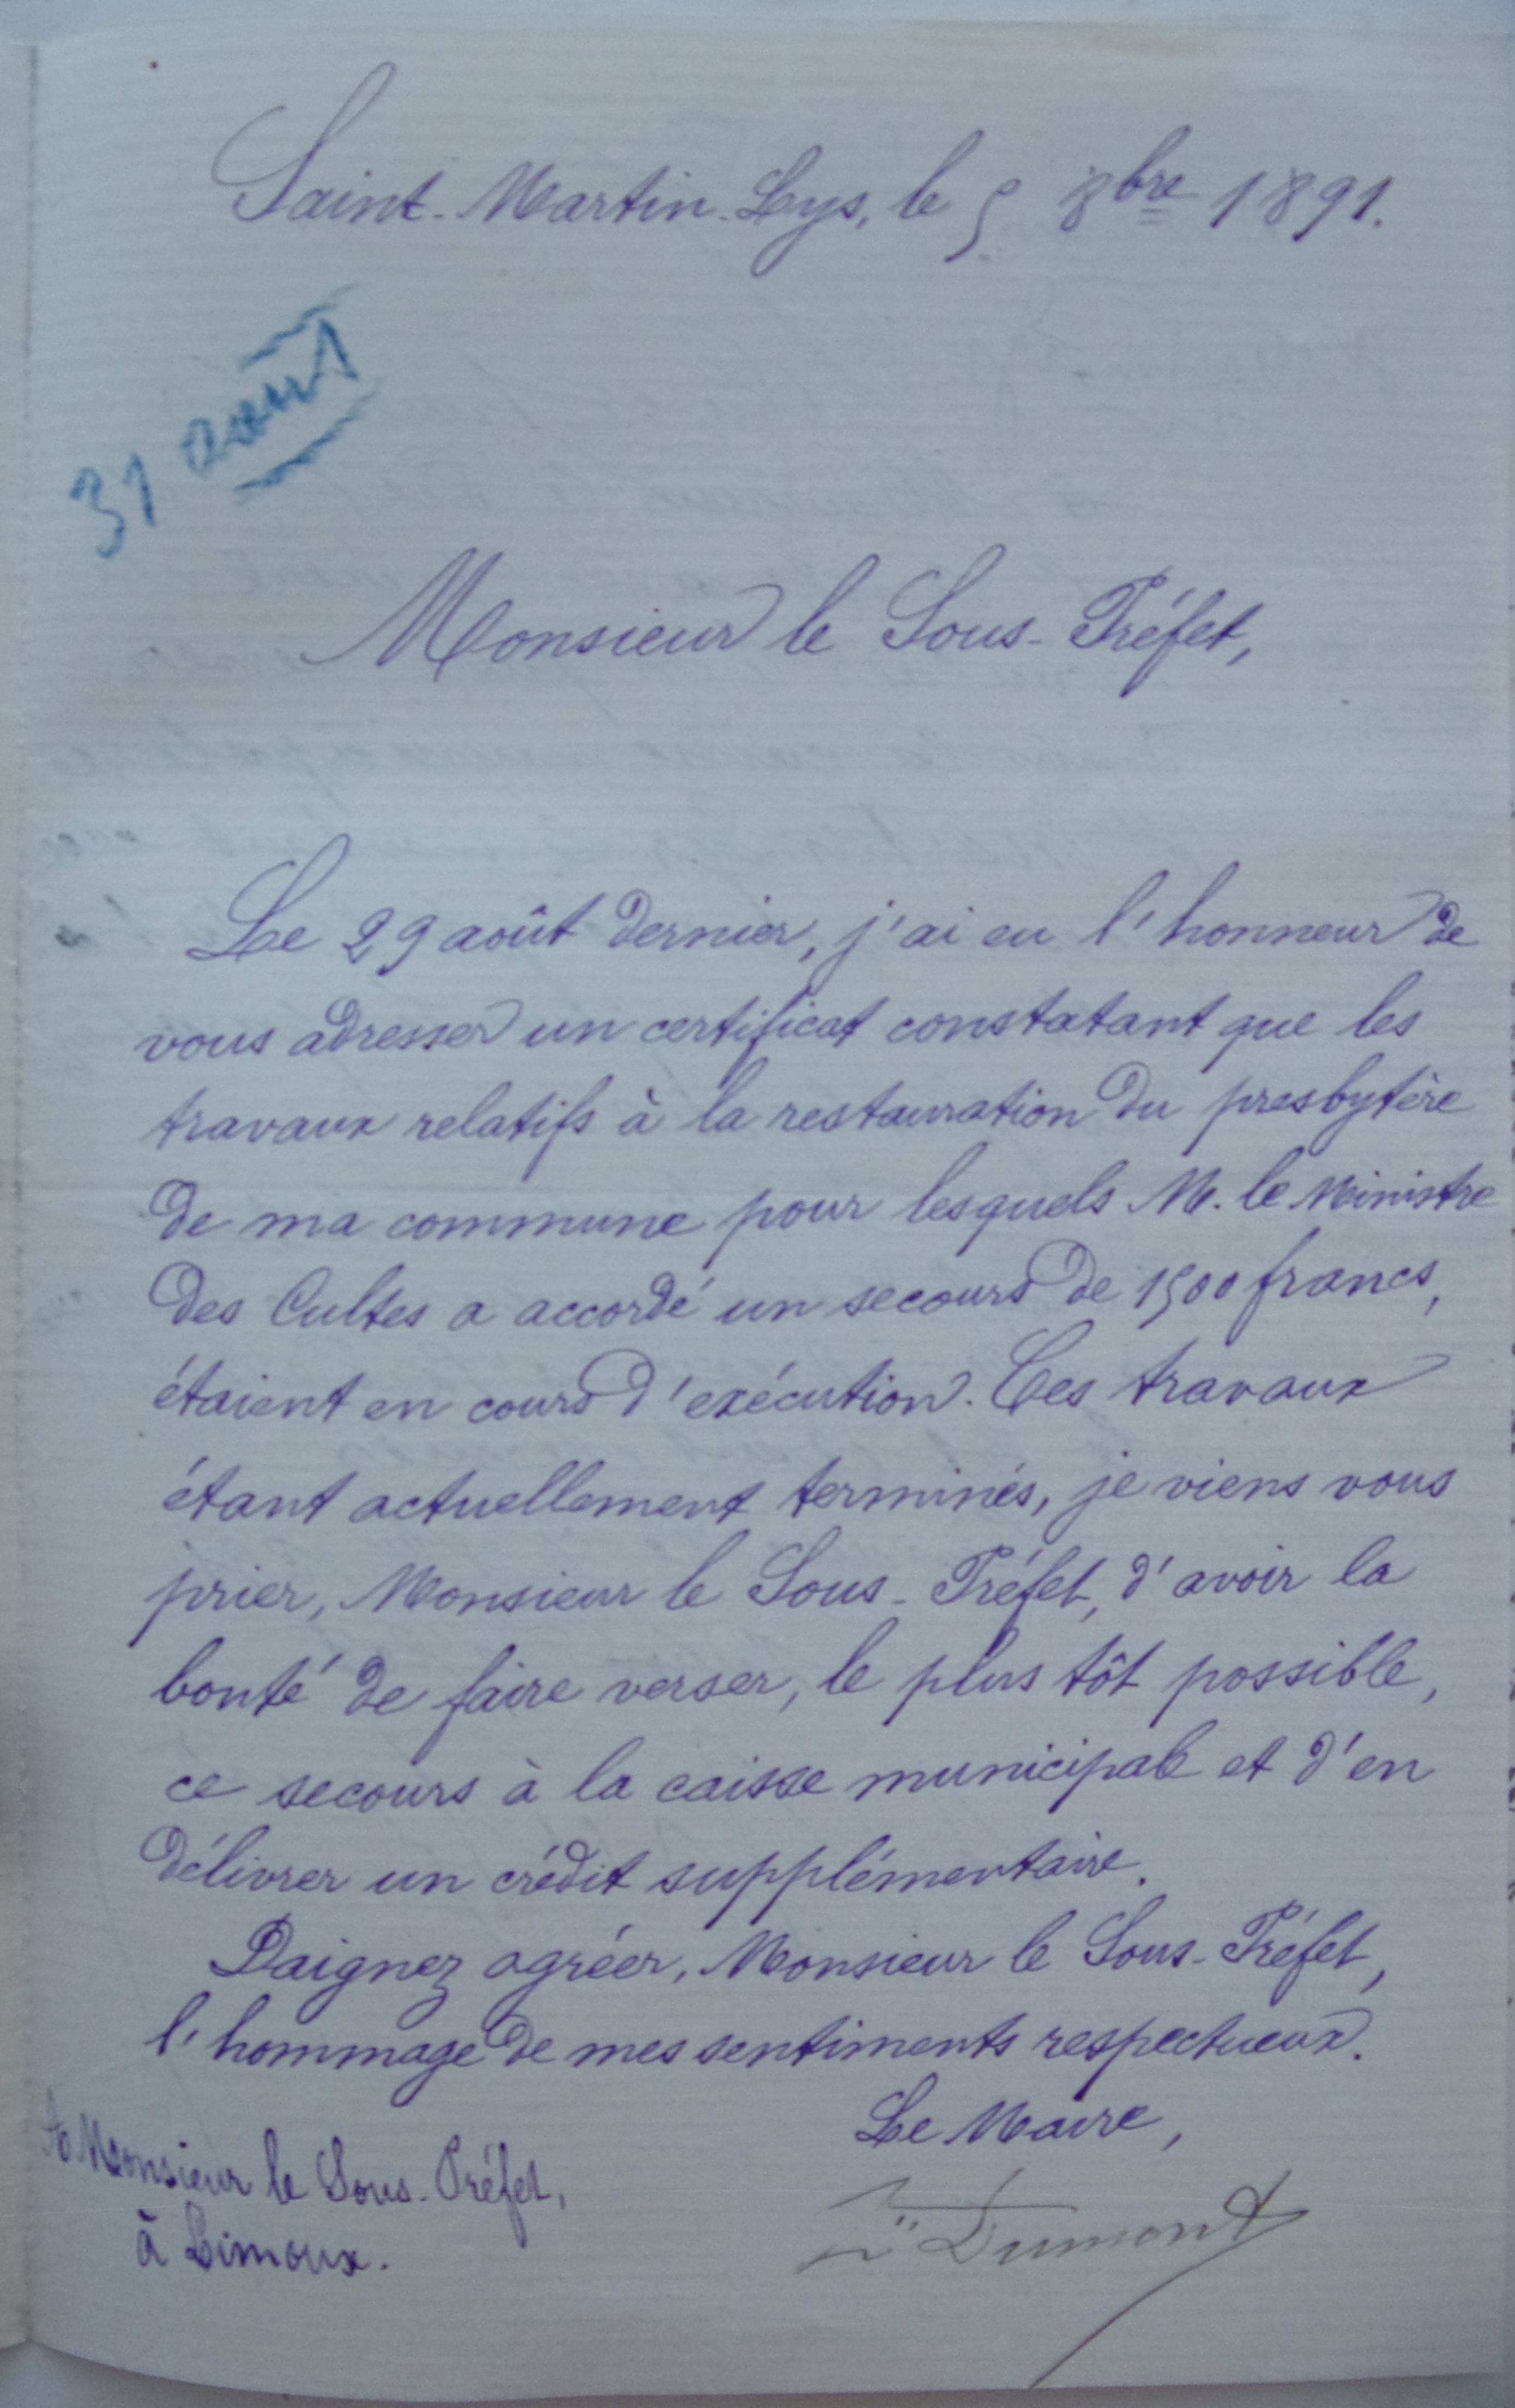 Saint-Martin-Lys, le 5 8bre 1891.
31 août
Monsieur le Sous-Préfet,
Le 29 août dernier, j'ai eu l'honneur de
vous adresser un certificat constatant que les
travaux relatifs à la restauration du presbytère
de ma commune pour lesquels M. le Ministre
des Cultes a accordé un secours de 1500 francs,
étaient en cours d'exécution. Ces travaux
étant actuellement terminés, je viens vous
prier, Monsieur le Sous-Préfet, d'avoir la
bonté de faire verser, le plus tôt possible,
ce secours à la caisse municipale et d'en
délivrer un crédit supplémentaire.
Daignez agréer, Monsieur le Sous-Préfet,
l'hommage de mes sentiments respectueux.
Le Maire,
Dumont
A Monsieur le Sous-Préfet,
à Limoux.